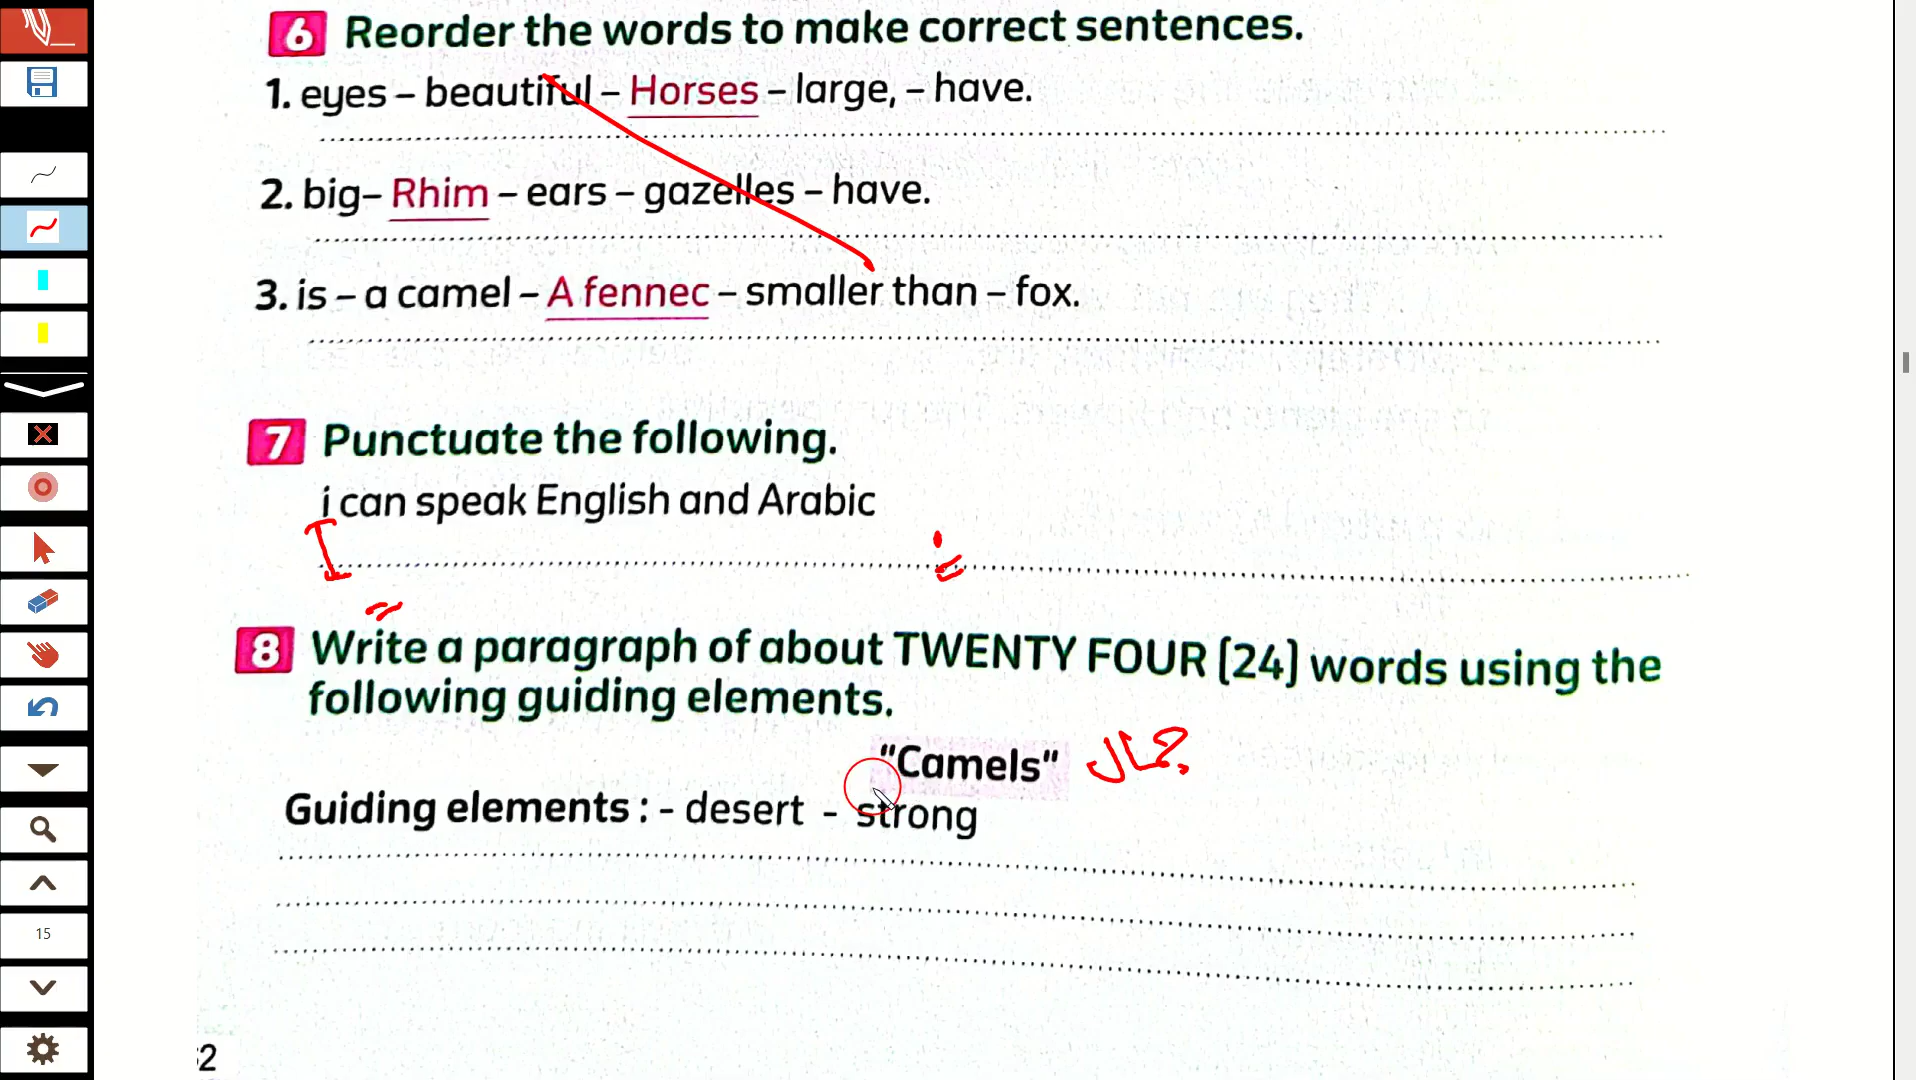 6 Reorder the words to make correct sentences.
1. eyes – beautiful – Horses – large, – have.
2. big– Rhim – ears – gazelles – have.
3. is – a camel – A fennec – smaller than – fox.
7 Punctuate the following.
i can speak English and Arabic
I .
8 Write a paragraph of about TWENTY FOUR (24) words using the
following guiding elements.
"Camels" جمال
Guiding elements : - desert - strong
15
2